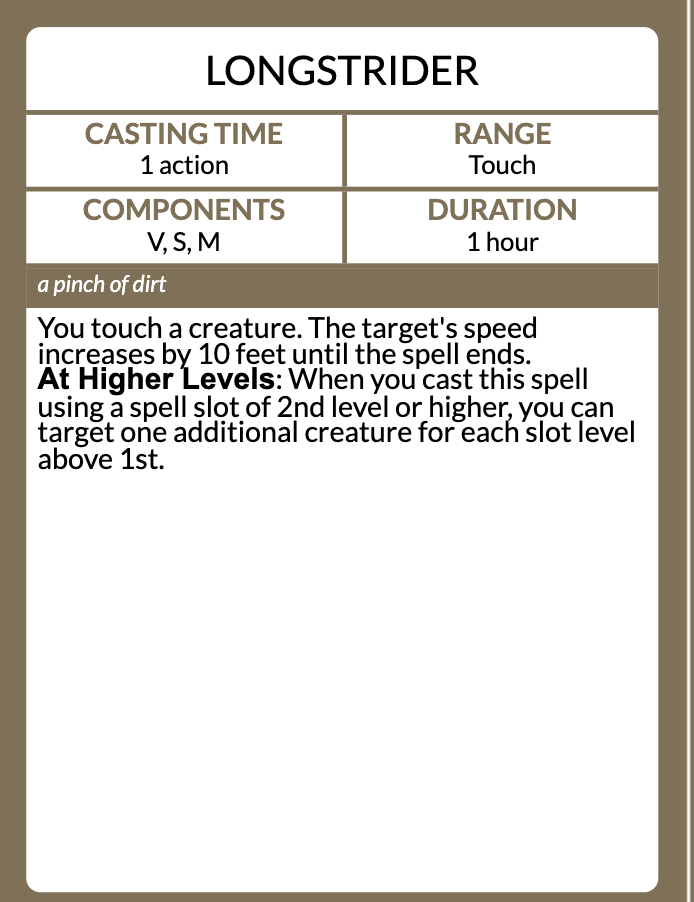 LONGSTRIDER
CASTING TIME
1 action
RANGE
Touch
COMPONENTS
V, S, M
DURATION
1 hour
a pinch of dirt
You touch a creature. The target's speed
increases by 10 feet until the spell ends.
At Higher Levels: When you cast this spell
using a spell slot of 2nd level or higher, you can
target one additional creature for each slot level
above 1st.